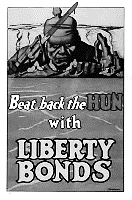 Beat back the HUN
with
LIBERTY
BONDS